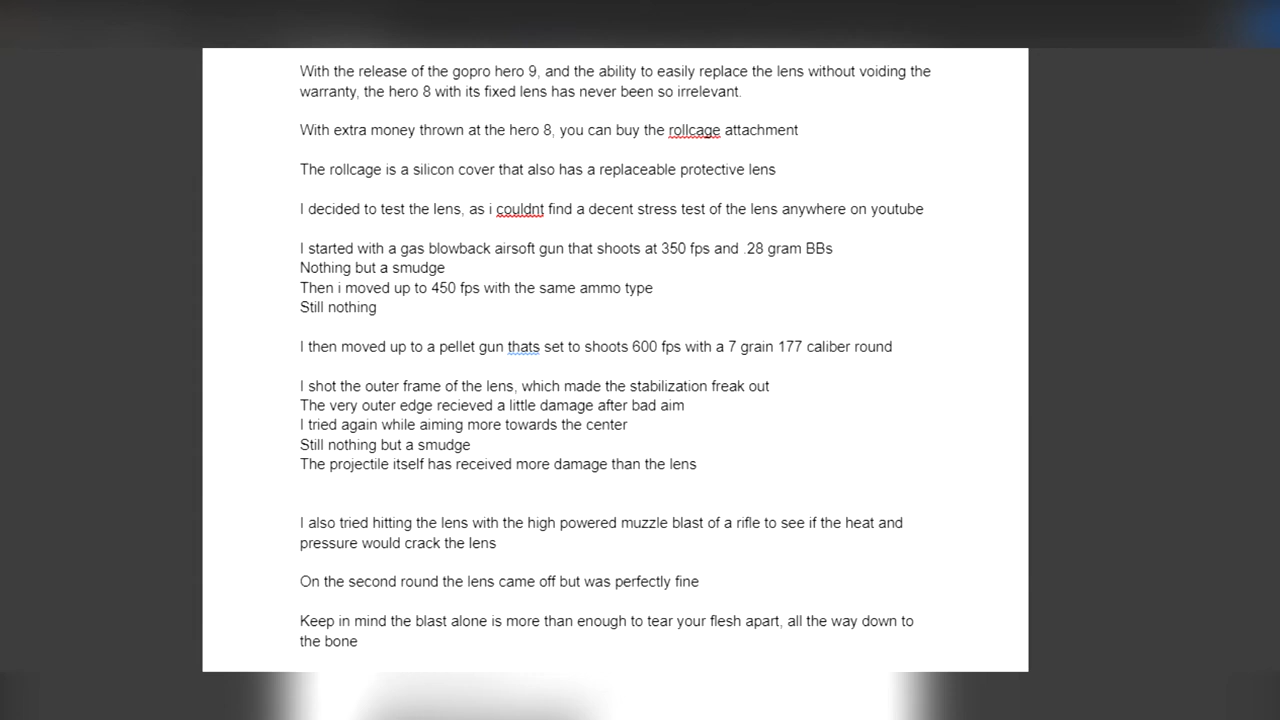 With the release of the gopro hero 9, and the ability to easily replace the lens without voiding the
warranty, the hero 8 with its fixed lens has never been so irrelevant.
With extra money thrown at the hero 8, you can buy the rollcage attachment
The rollcage is a silicon cover that also has a replaceable protective lens
I decided to test the lens, as i couldnt find a decent stress test of the lens anywhere on youtube
I started with a gas blowback airsoft gun that shoots at 350 fps and .28 gram BBs
Nothing but a smudge
Then i moved up to 450 fps with the same ammo type
Still nothing
I then moved up to a pellet gun thats set to shoots 600 fps with a 7 grain 177 caliber round
I shot the outer frame of the lens, which made the stabilization freak out
The very outer edge recieved a little damage after bad aim
I tried again while aiming more towards the center
Still nothing but a smudge
The projectile itself has received more damage than the lens
I also tried hitting the lens with the high powered muzzle blast of a rifle to see if the heat and
pressure would crack the lens
On the second round the lens came off but was perfectly fine
Keep in mind the blast alone is more than enough to tear your flesh apart, all the way down to
the bone